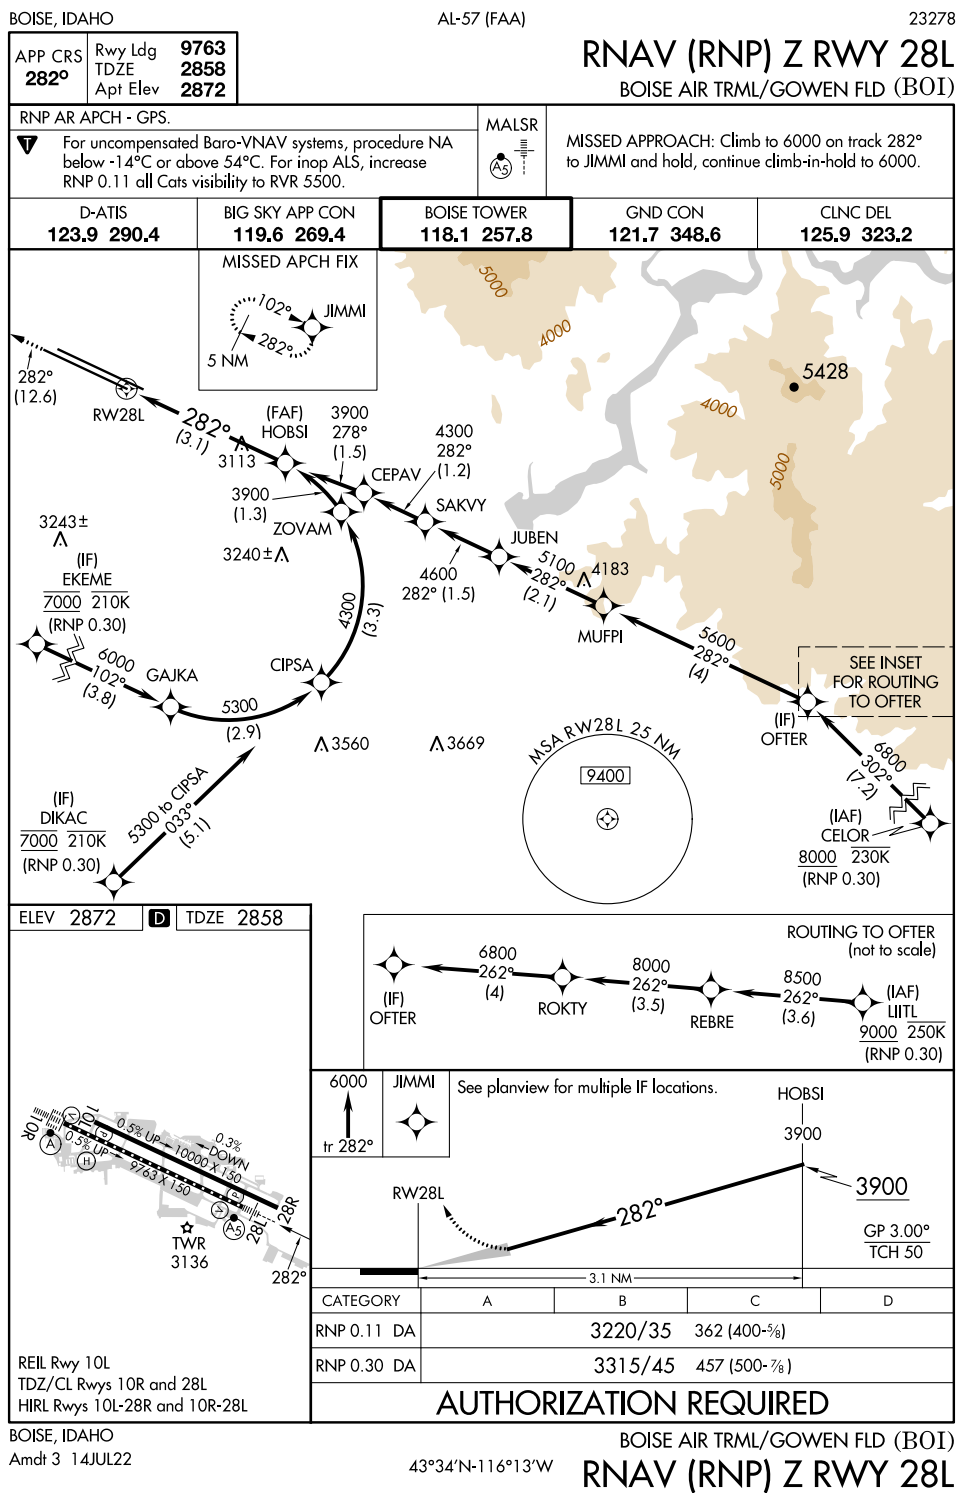 BOISE, IDAHO
AL-57 (FAA)
23278
APP CRS
282°
Rwy Ldg 9763
TDZE 2858
Apt Elev 2872
RNAV (RNP) Z RWY 28L
BOISE AIR TRML/GOWEN FLD (BOI)
RNP AR APCH - GPS.
T
For uncompensated Baro-VNAV systems, procedure NA
below -14°C or above 54°C. For inop ALS, increase
RNP 0.11 all Cats visibility to RVR 5500.
MALSR
A5
MISSED APPROACH: Climb to 6000 on track 282°
to JIMMI and hold, continue climb-in-hold to 6000.
D-ATIS
123.9 290.4
BIG SKY APP CON
119.6 269.4
BOISE TOWER
118.1 257.8
GND CON
121.7 348.6
CLNC DEL
125.9 323.2
MISSED APCH FIX
102°
JIMMI
282°
5 NM
5000
4000
5428
4000
5000
282°
(12.6)
RW28L
282°
(3.1)
3113
(FAF)
HOBSI
3900
278°
(1.5)
4300
282°
(1.2)
CEPAV
3900
(1.3)
ZOVAM
SAKVY
JUBEN
3243±
3240±
4600
282° (1.5)
5100
282°
(2.1)
4183
MUFPI
(IF)
EKEME
7000 210K
(RNP 0.30)
6000
102°
(3.8)
GAJKA
CIPSA
4300
(3.3)
5300
(2.9)
5600
282°
(4)
SEE INSET
FOR ROUTING
TO OFTER
(IF)
OFTER
3560
3669
MSA RW28L 25 NM
9400
6800
302°
(7.2)
(IAF)
CELOR
8000 230K
(RNP 0.30)
(IF)
DIKAC
7000 210K
(RNP 0.30)
5300 to CIPSA
033°
(5.1)
ELEV 2872
D
TDZE 2858
ROUTING TO OFTER
(not to scale)
(IF)
OFTER
6800
262°
(4)
ROKTY
8000
262°
(3.5)
REBRE
8500
262°
(3.6)
(IAF)
LIITL
9000 250K
(RNP 0.30)
6000
tr 282°
JIMMI
See planview for multiple IF locations.
HOBSI
3900
3900
RW28L
282°
GP 3.00°
TCH 50
3.1 NM
10R
10L
V
P
A
H
0.5% UP
10000 X 150
0.3%
DOWN
0.5% UP
9763 X 150
P
V
A5
28R
28L
TWR
3136
282°
REIL Rwy 10L
TDZ/CL Rwys 10R and 28L
HIRL Rwys 10L-28R and 10R-28L
CATEGORY A B C D
RNP 0.11 DA 3220/35 362 (400-⅝)
RNP 0.30 DA 3315/45 457 (500-⅞)
AUTHORIZATION REQUIRED
BOISE, IDAHO
Amdt 3 14JUL22
43°34'N-116°13'W
BOISE AIR TRML/GOWEN FLD (BOI)
RNAV (RNP) Z RWY 28L